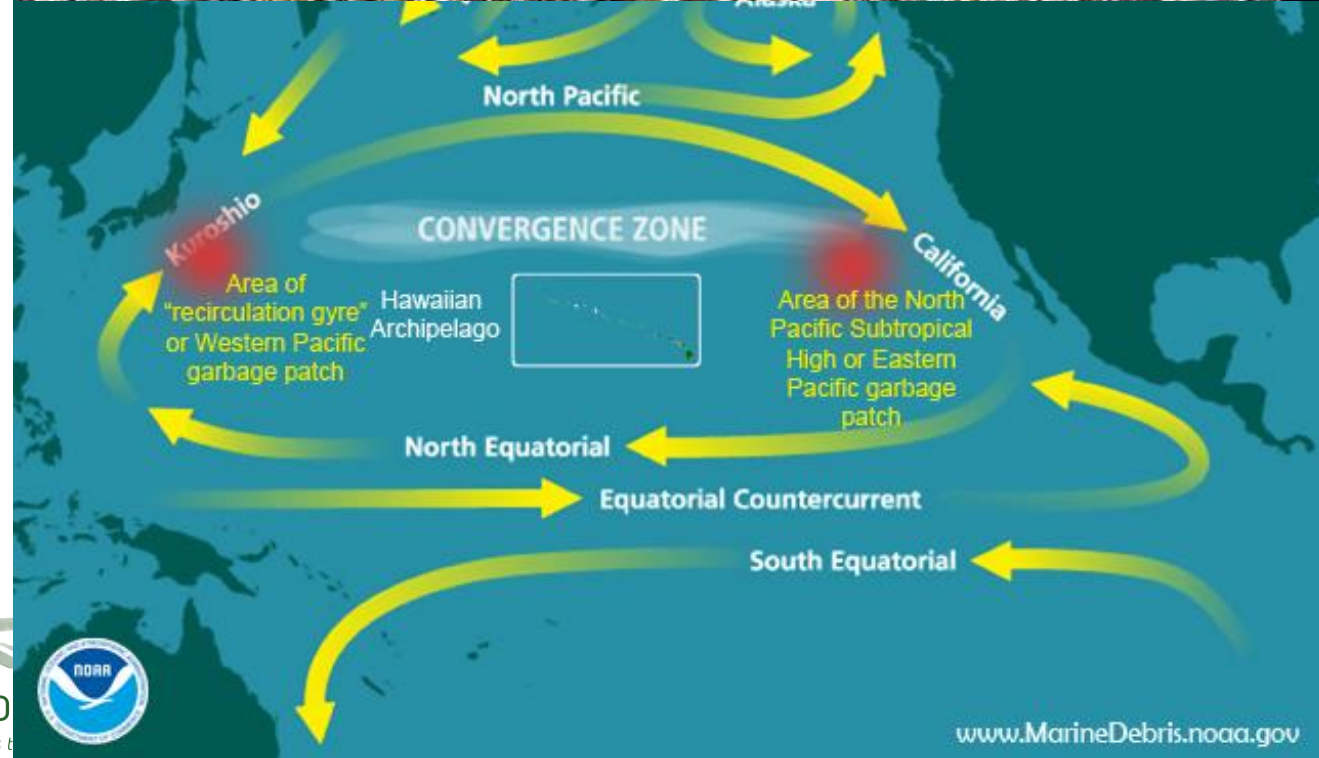 Alaska
North Pacific
Kuroshio
CONVERGENCE ZONE
California
Area of
"recirculation gyre"
or Western Pacific
garbage patch
Hawaiian
Archipelago
Area of the North
Pacific Subtropical
High or Eastern
Pacific garbage
patch
North Equatorial
Equatorial Countercurrent
South Equatorial
NOAA
www.MarineDebris.noaa.gov